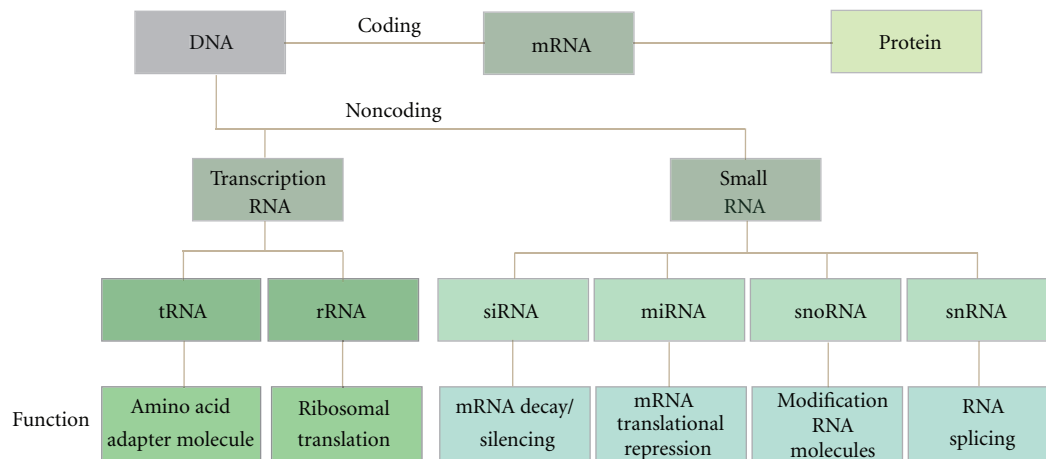 Coding
DNA
mRNA
Protein
Noncoding
Transcription
RNA
Small
RNA
tRNA
rRNA
siRNA
miRNA
snoRNA
snRNA
Function
Amino acid
adapter molecule
Ribosomal
translation
mRNA decay/
silencing
mRNA
translational
repression
Modification
RNA
molecules
RNA
splicing